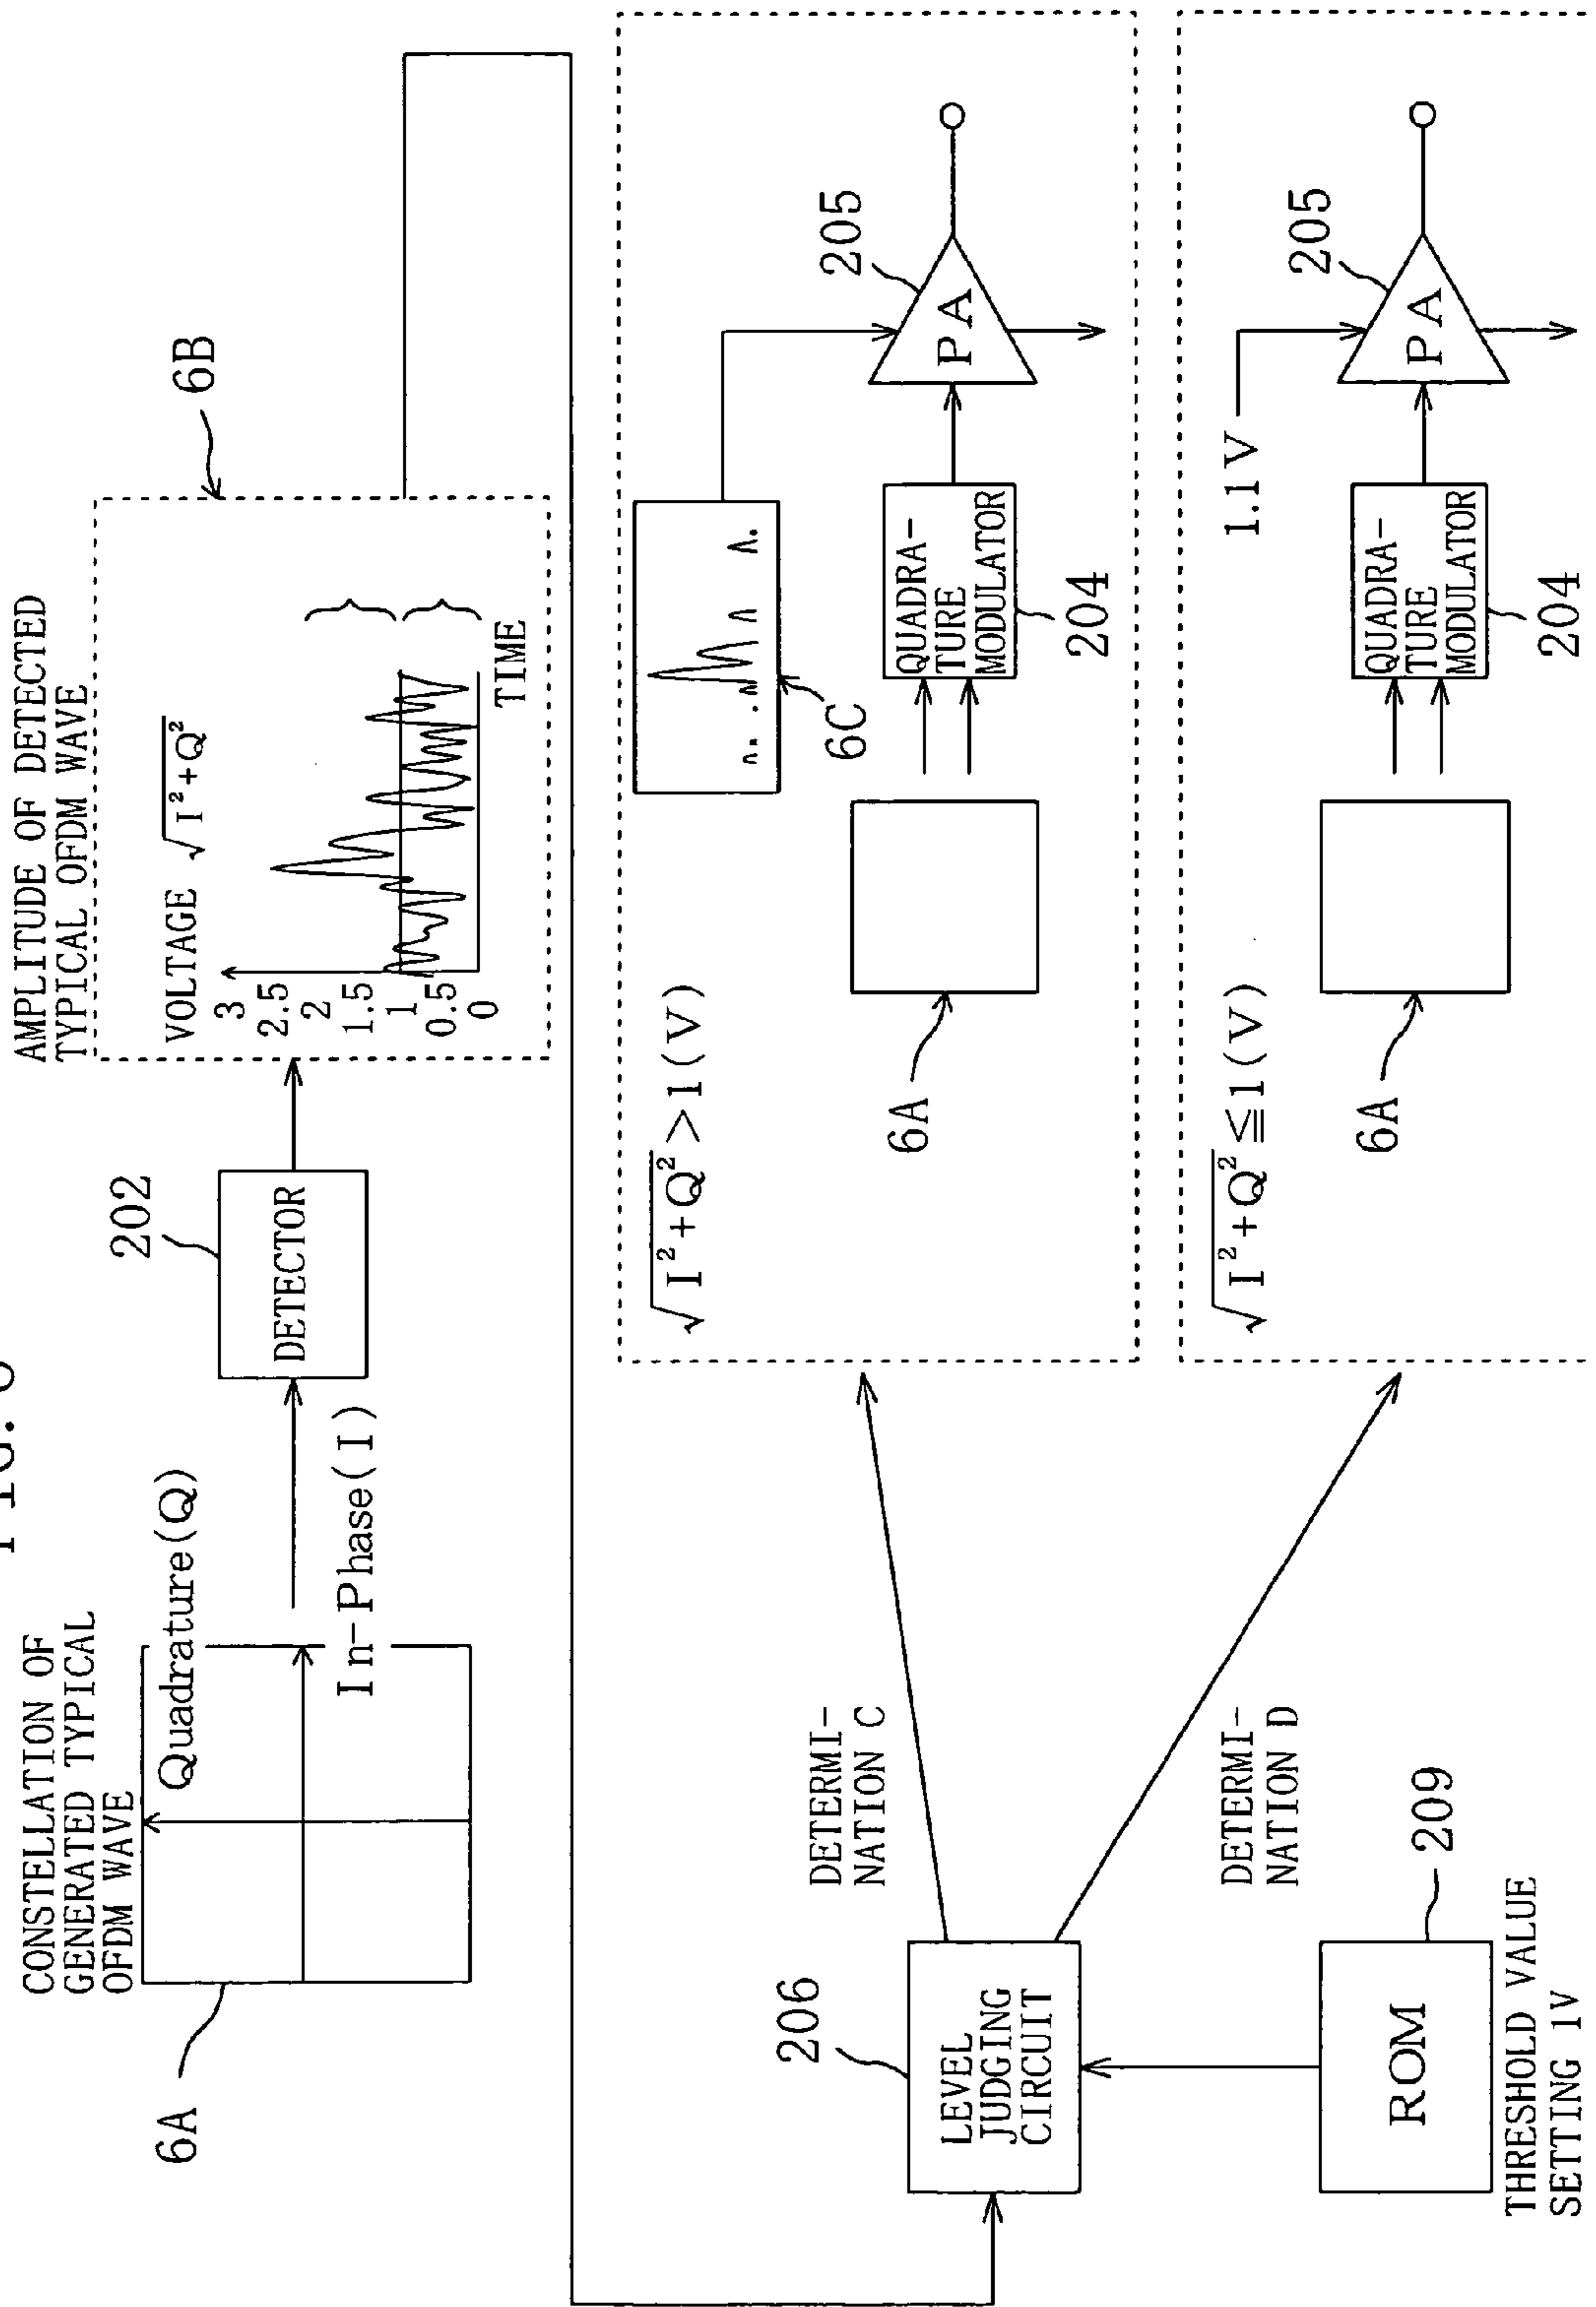 FIG. 6
CONSTELLATION OF
GENERATED TYPICAL
OFDM WAVE
Quadrature(Q)
In-Phase(I)
6A
202
DETECTOR
AMPLITUDE OF DETECTED
TYPICAL OFDM WAVE
VOLTAGE √I²+Q²
3
2.5
2
1.5
1
0.5
0
TIME
6B
206
LEVEL
JUDGING
CIRCUIT
ROM
209
THRESHOLD VALUE
SETTING 1V
DETERMI-
NATION C
DETERMI-
NATION D
√I²+Q² >1(V)
6A
6C
QUADRA-
TURE
MODULATOR
204
PA
205
√I²+Q² ≦1(V)
6A
1.1V
QUADRA-
TURE
MODULATOR
204
PA
205